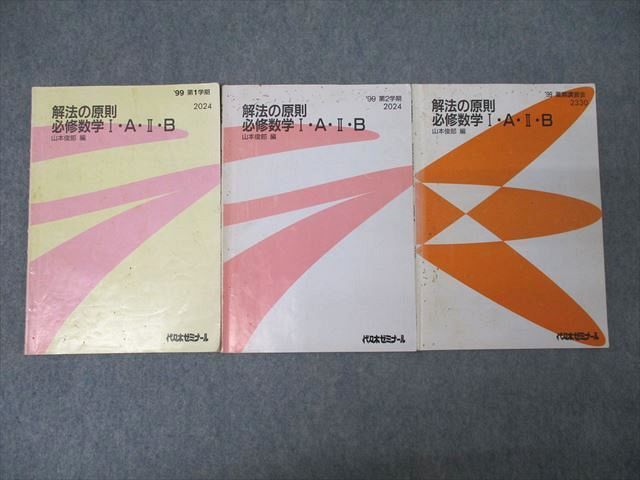 '99 第1学期
2024
解法の原則
必修数学Ⅰ・A・Ⅱ・B
山本俊郎 編
代々木ゼミナール
'99 第2学期
2024
解法の原則
必修数学Ⅰ・A・Ⅱ・B
山本俊郎 編
代々木ゼミナール
'99 夏期講習会
2330
解法の原則
必修数学Ⅰ・A・Ⅱ・B
山本俊郎 編
代々木ゼミナール